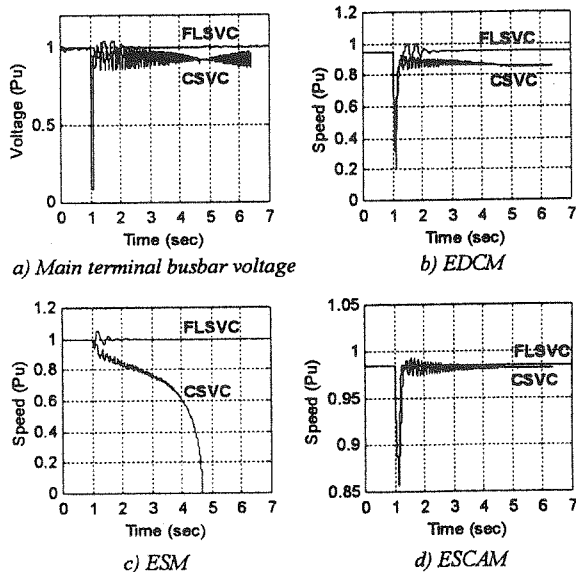 1
0.5
0
Voltage (Pu)
FLSVC
CSVC
0 1 2 3 4 5 6 7
Time (sec)
a) Main terminal busbar voltage
1.2
1
0.8
0.6
0.4
0.2
0
Speed (Pu)
FLSVC
CSVC
0 1 2 3 4 5 6 7
Time (sec)
b) EDCM
1.2
1
0.8
0.6
0.4
0.2
0
Speed (Pu)
FLSVC
CSVC
0 1 2 3 4 5 6 7
Time (sec)
c) ESM
1.05
1
0.95
0.9
0.85
Speed (Pu)
FLSVC
CSVC
0 1 2 3 4 5 6 7
Time (sec)
d) ESCAM